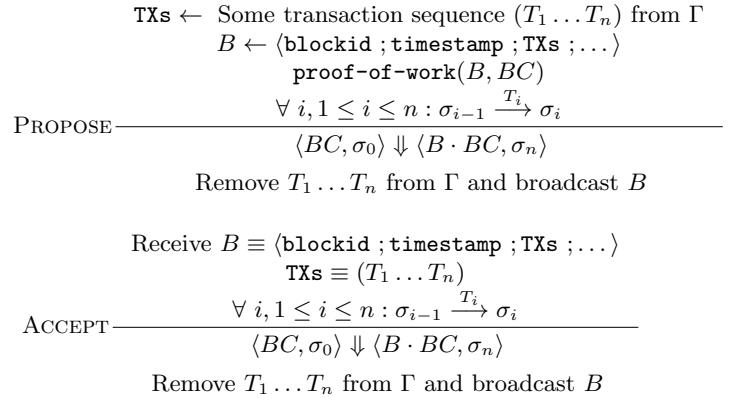 TXs ← Some transaction sequence (T₁ … Tₙ) from Γ
B ← ⟨blockid ; timestamp ; TXs ; …⟩
proof-of-work(B, BC)
∀ i, 1 ≤ i ≤ n : σᵢ₋₁ —Tᵢ→ σᵢ
PROPOSE
⟨BC, σ₀⟩ ⇓ ⟨B · BC, σₙ⟩
Remove T₁ … Tₙ from Γ and broadcast B
Receive B ≡ ⟨blockid ; timestamp ; TXs ; …⟩
TXs ≡ (T₁ … Tₙ)
∀ i, 1 ≤ i ≤ n : σᵢ₋₁ —Tᵢ→ σᵢ
ACCEPT
⟨BC, σ₀⟩ ⇓ ⟨B · BC, σₙ⟩
Remove T₁ … Tₙ from Γ and broadcast B